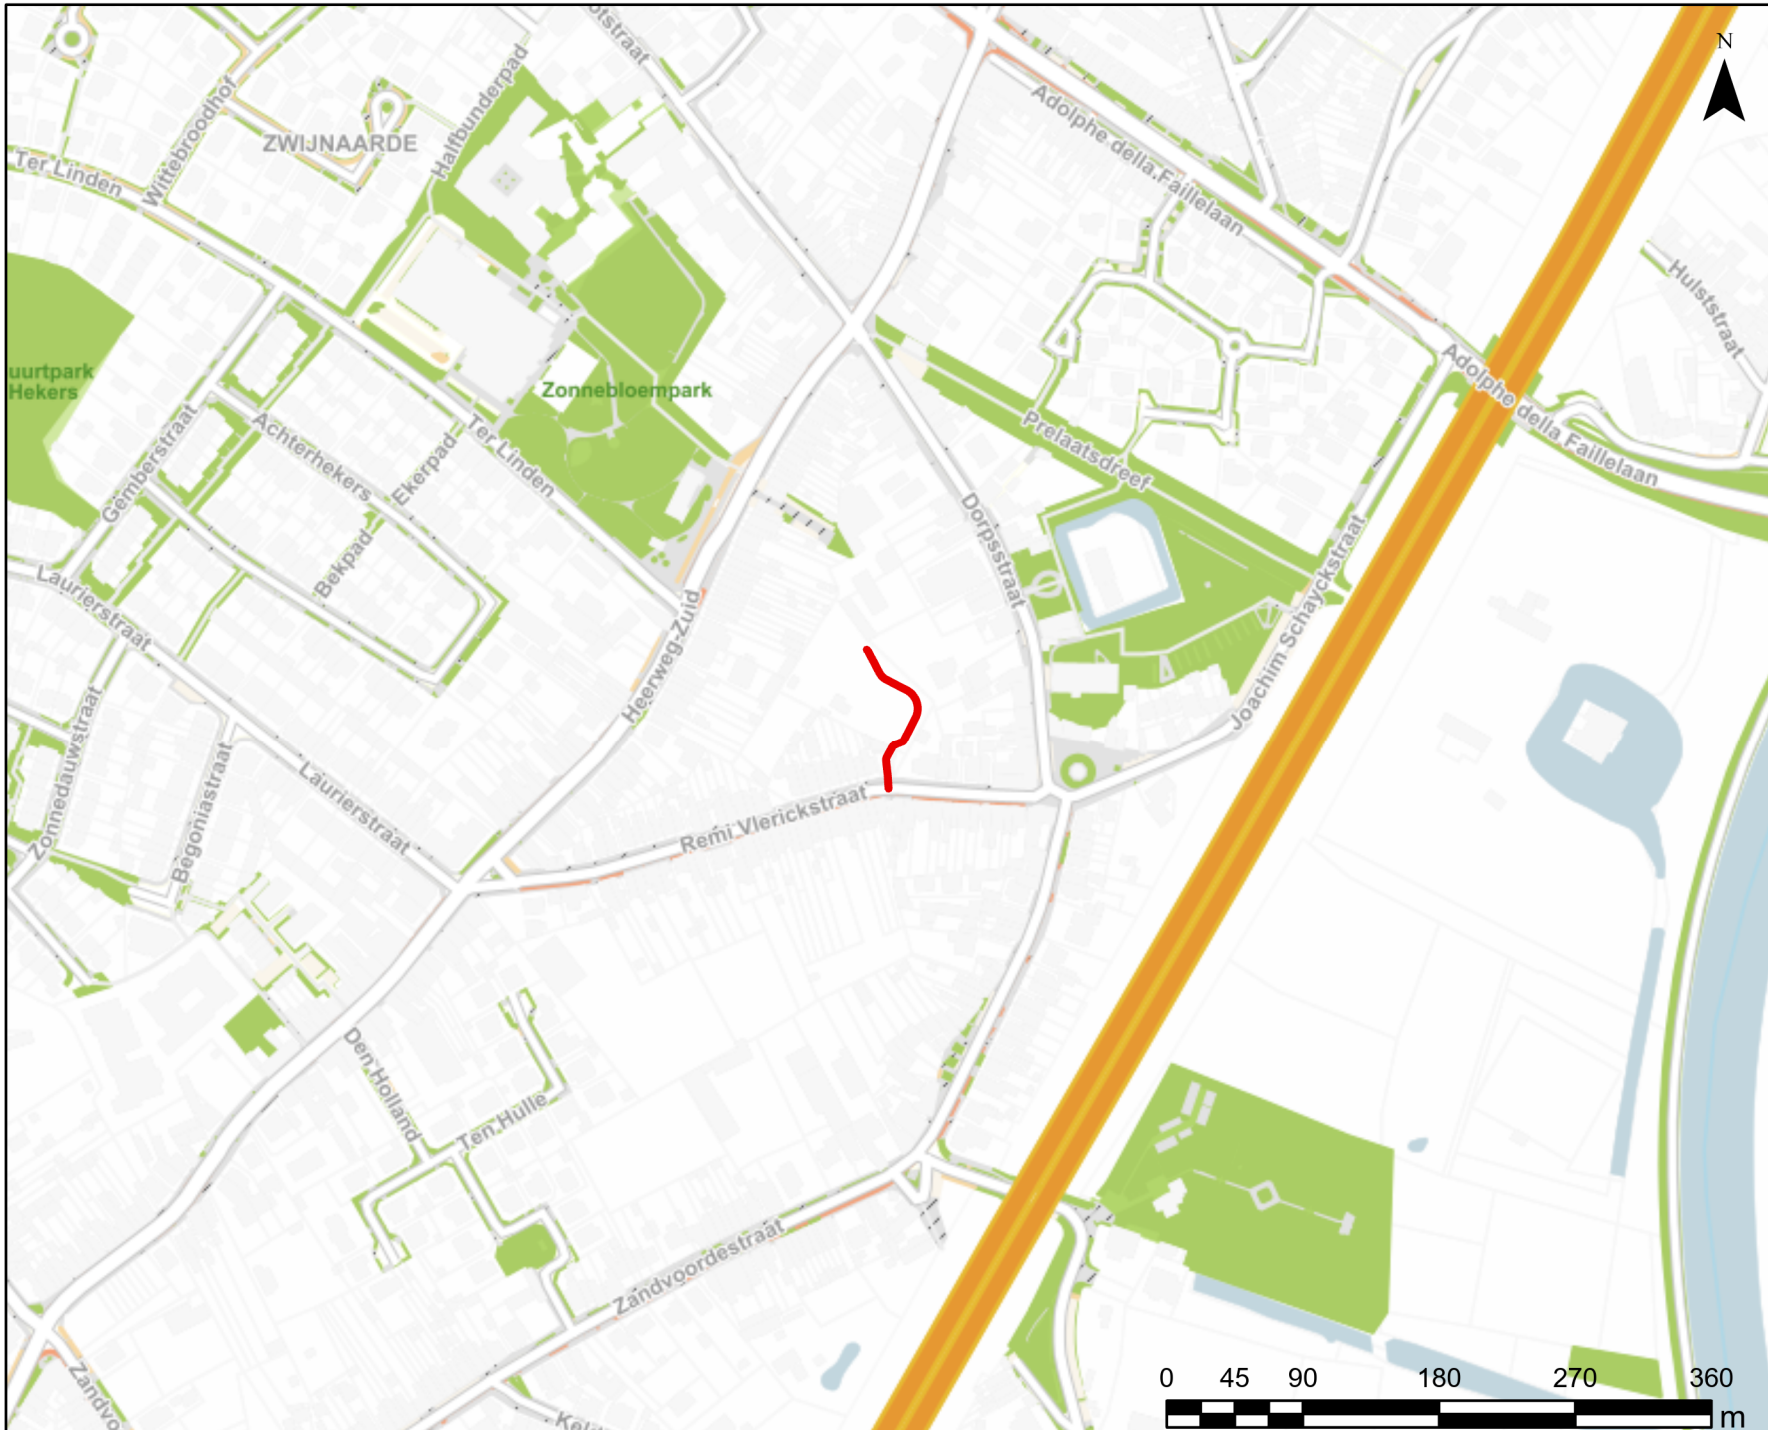 N
otstraat
Halfbunderpad
Wittebroodhof
ZWIJNAARDE
Ter Linden
Adolphe della Faillelaan
Hulststraat
uurtpark
Hekers
Zonnebloempark
Adolphe della Faillelaan
Gemberstraat
Achterhekers
Ekerpad
Ter Linden
Prelaatsdreef
Dorpsstraat
Bekpad
Laurierstraat
Heerweg-Zuid
Joachim Schayckstraat
Zonnedauwstraat
Begoniastraat
Laurierstraat
Remi Vlerickstraat
Den Holland
Ten Hulle
Zandvoordestraat
Zandvo
0 45 90 180 270 360
m